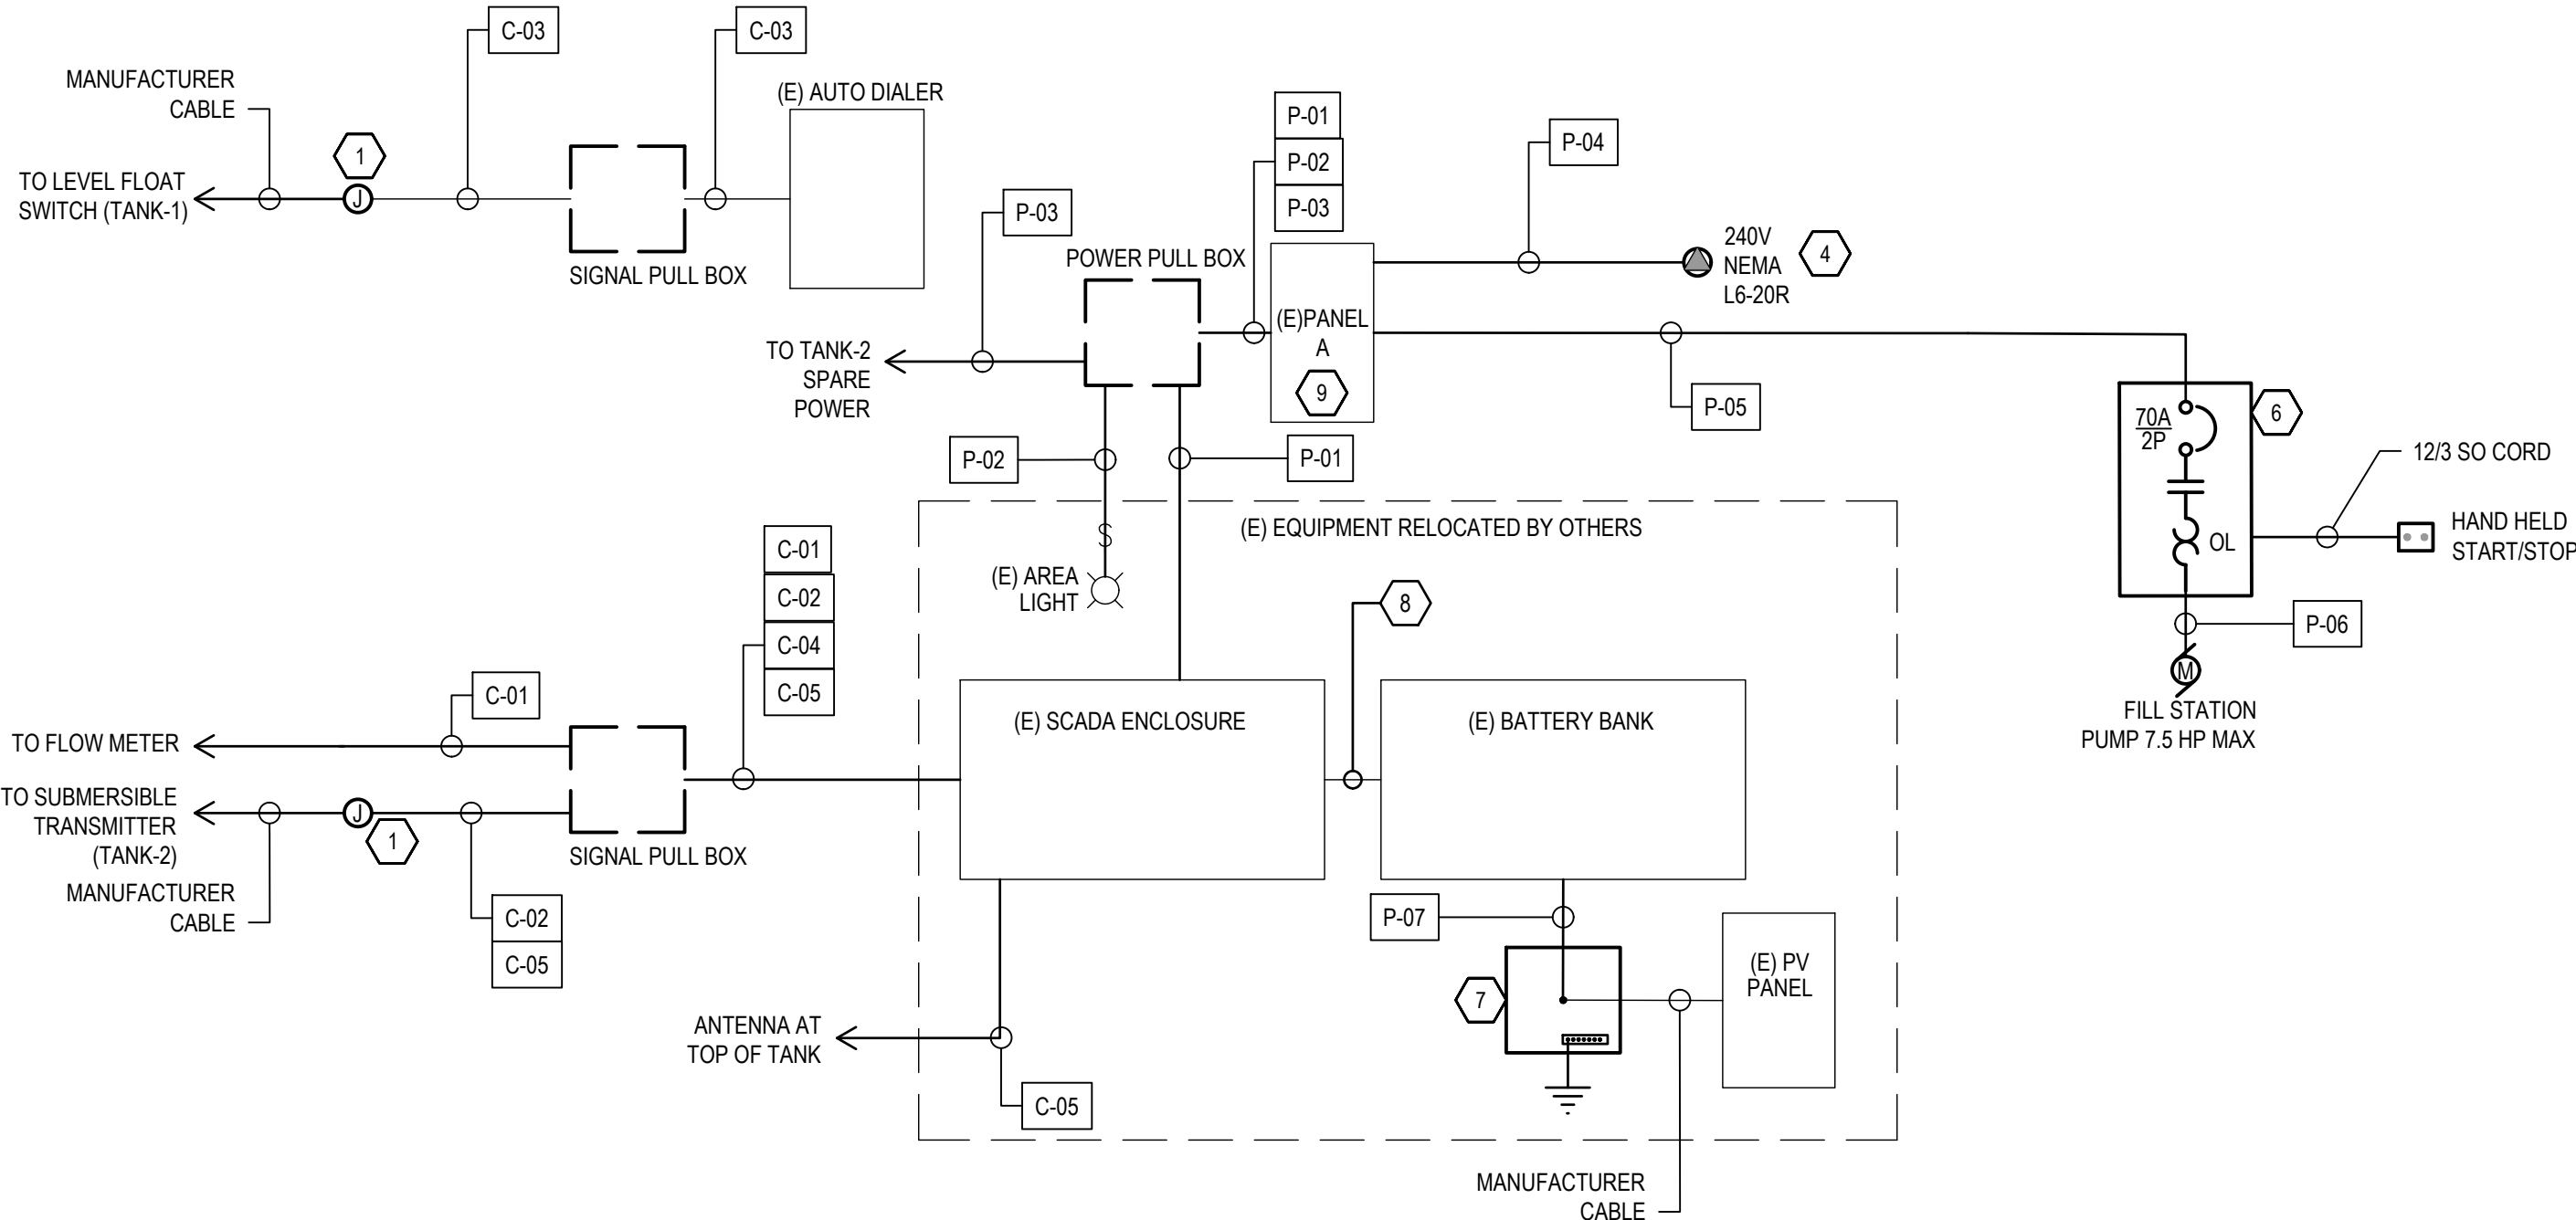 C-03
C-03
MANUFACTURER
CABLE
(E) AUTO DIALER
1
TO LEVEL FLOAT
SWITCH (TANK-1)
J
SIGNAL PULL BOX
P-01
P-02
P-03
P-04
P-03
POWER PULL BOX
240V
NEMA
L6-20R
4
(E)PANEL
A
9
TO TANK-2
SPARE
POWER
P-05
70A
2P
6
OL
12/3 SO CORD
HAND HELD
START/STOP
P-02
P-01
(E) EQUIPMENT RELOCATED BY OTHERS
S
(E) AREA
LIGHT
8
P-06
M
FILL STATION
PUMP 7.5 HP MAX
C-01
C-02
C-04
C-05
C-01
(E) SCADA ENCLOSURE
(E) BATTERY BANK
TO FLOW METER
TO SUBMERSIBLE
TRANSMITTER
(TANK-2)
J
1
SIGNAL PULL BOX
MANUFACTURER
CABLE
C-02
C-05
P-07
(E) PV
PANEL
7
ANTENNA AT
TOP OF TANK
C-05
MANUFACTURER
CABLE